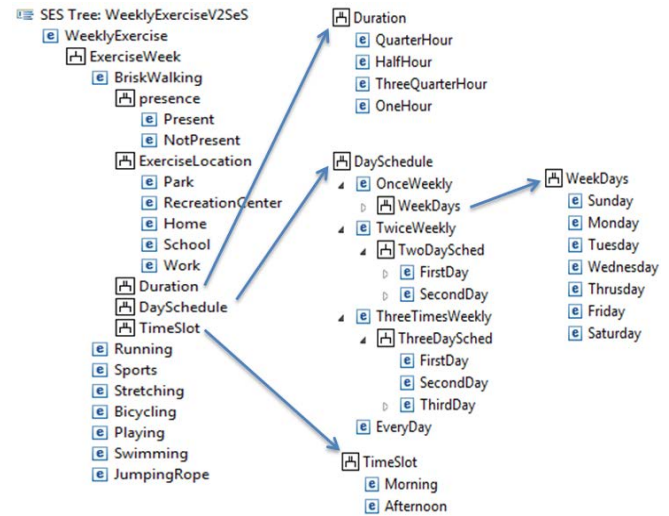 SES Tree: WeeklyExerciseV2SeS
WeeklyExercise
ExerciseWeek
BriskWalking
presence
Present
NotPresent
ExerciseLocation
Park
RecreationCenter
Home
School
Work
Duration
DaySchedule
TimeSlot
Running
Sports
Stretching
Bicycling
Playing
Swimming
JumpingRope
Duration
QuarterHour
HalfHour
ThreeQuarterHour
OneHour
DaySchedule
OnceWeekly
WeekDays
TwiceWeekly
TwoDaySched
FirstDay
SecondDay
ThreeTimesWeekly
ThreeDaySched
FirstDay
SecondDay
ThirdDay
EveryDay
WeekDays
Sunday
Monday
Tuesday
Wednesday
Thrusday
Friday
Saturday
TimeSlot
Morning
Afternoon